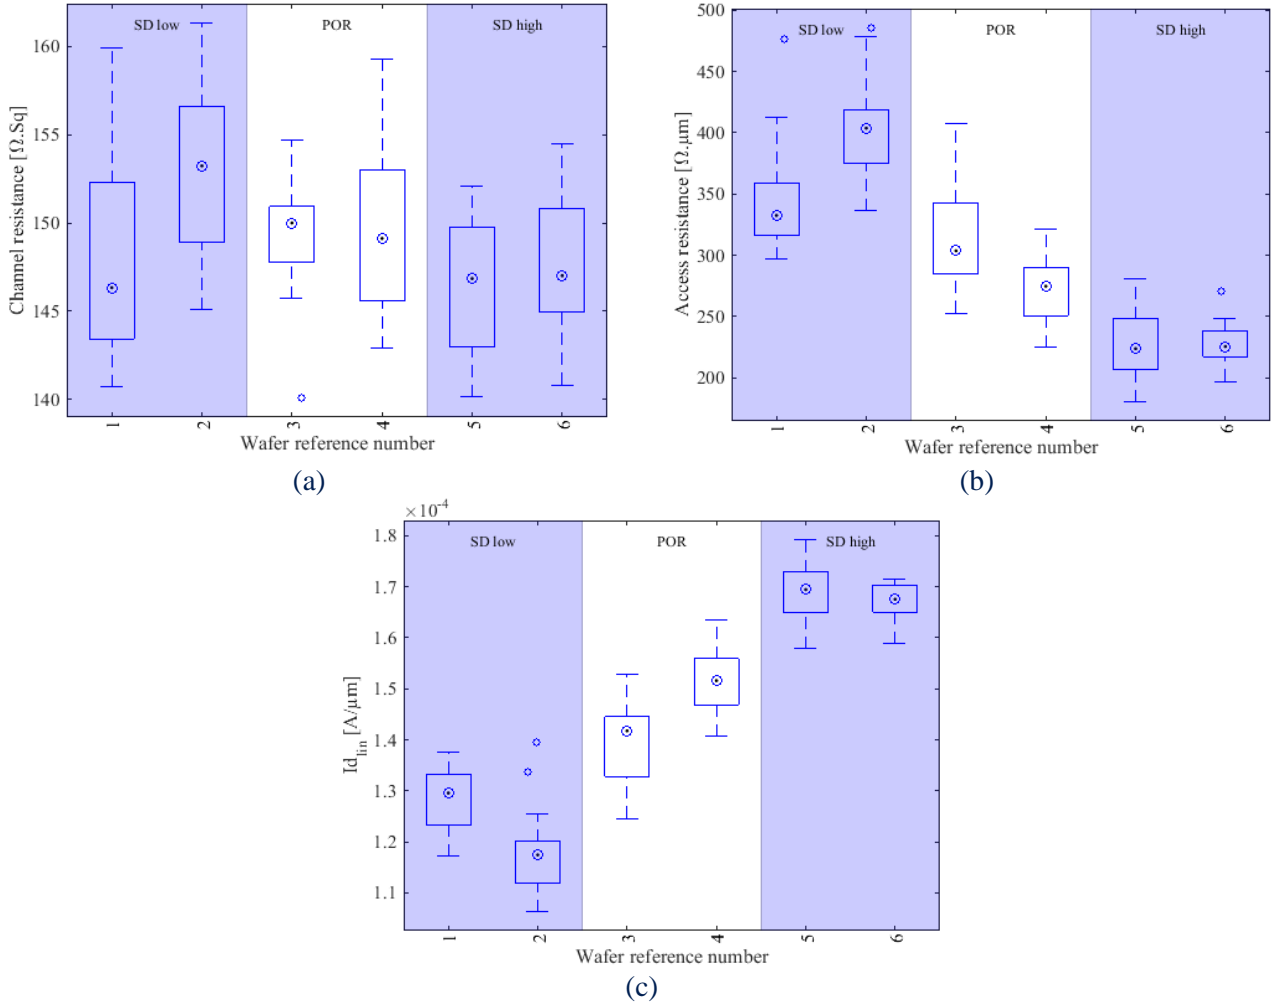 SD low POR SD high
160
155
150
145
140
Channel resistance [Ω.Sq]
1 2 3 4 5 6
Wafer reference number
(a)
SD low POR SD high
500
450
400
350
300
250
200
Access resistance [Ω.μm]
1 2 3 4 5 6
Wafer reference number
(b)
×10⁻⁴
SD low POR SD high
1.8
1.7
1.6
1.5
1.4
1.3
1.2
1.1
Id_lin [A/μm]
1 2 3 4 5 6
Wafer reference number
(c)